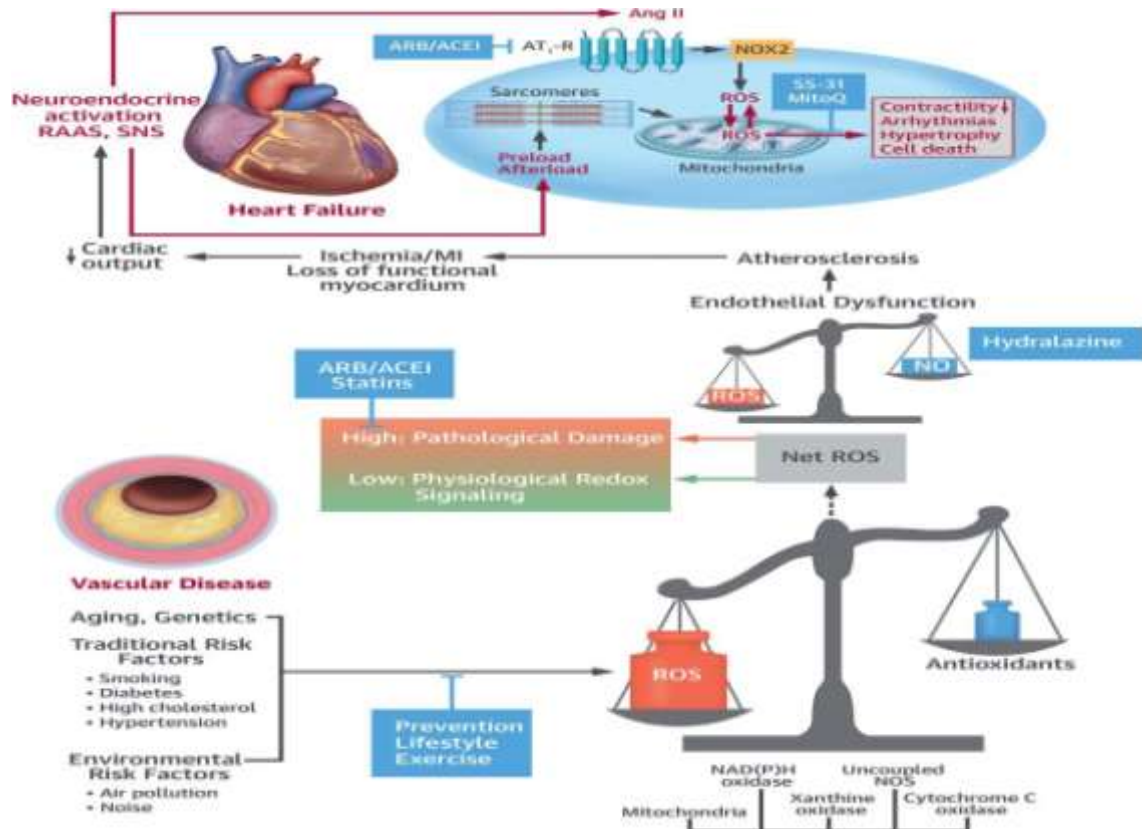 Ang II
ARB/ACEI
AT₁-R
NOX2
Neuroendocrine
activation
RAAS, SNS
Sarcomeres
ROS
ROS
SS-31
MitoQ
Contractility↓
Arrhythmias
Hypertrophy
Cell death
Preload
Afterload
Mitochondria
Heart Failure
↓ Cardiac
output
Ischemia/MI
Loss of functional
myocardium
Atherosclerosis
Endothelial Dysfunction
ROS
NO
Hydralazine
ARB/ACEI
Statins
High: Pathological Damage
Low: Physiological Redox
Signaling
Net ROS
Vascular Disease
Aging, Genetics
Traditional Risk
Factors
• Smoking
• Diabetes
• High cholesterol
• Hypertension
Environmental
Risk Factors
• Air pollution
• Noise
Prevention
Lifestyle
Exercise
ROS
Antioxidants
NAD(P)H
oxidase
Uncoupled
NOS
Mitochondria
Xanthine
oxidase
Cytochrome C
oxidase